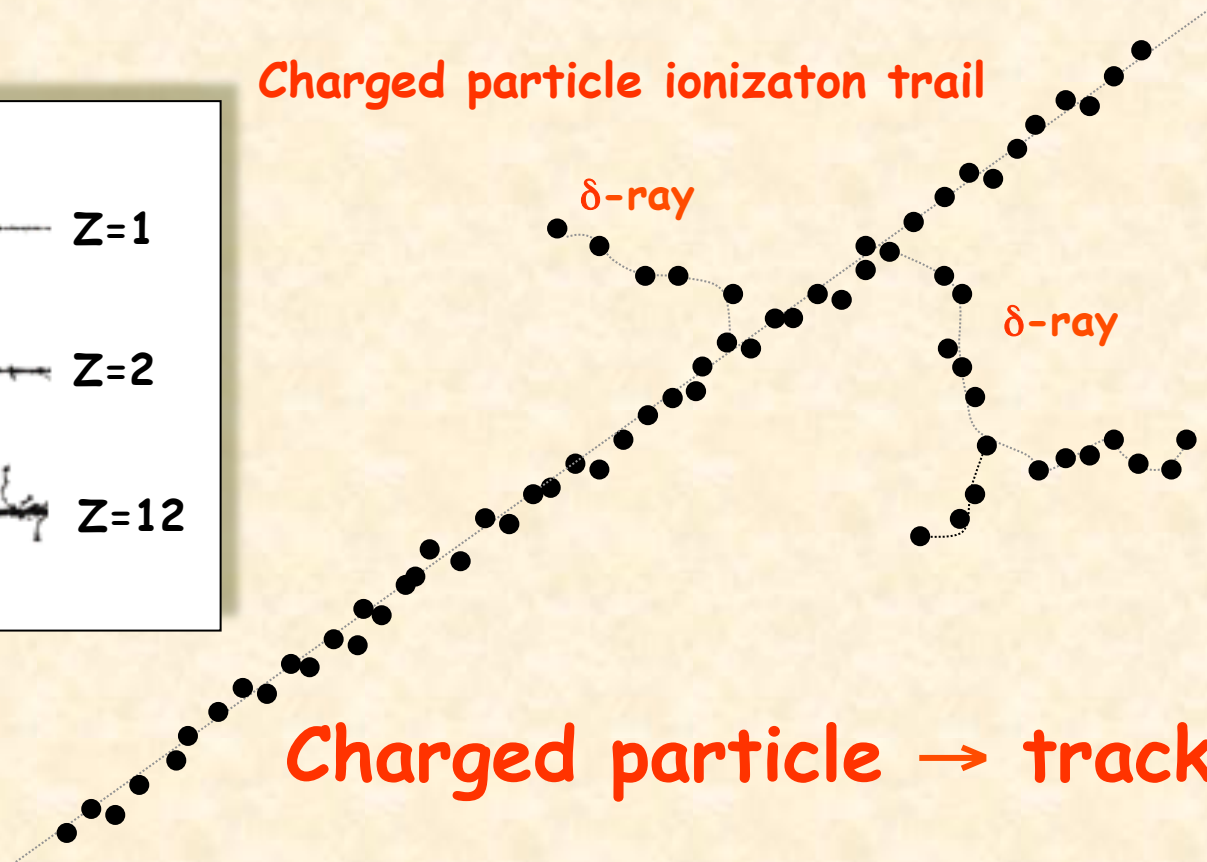 Charged particle ionizaton trail
δ-ray
Z=1
δ-ray
Z=2
Z=12
Charged particle → track